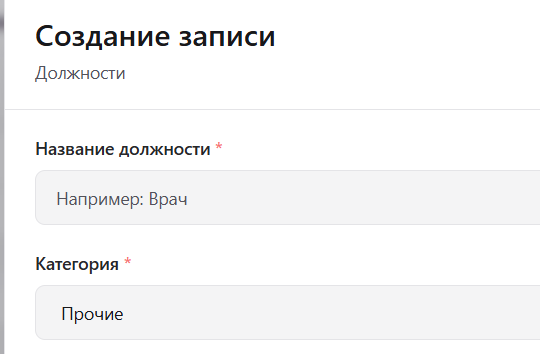 Создание записи
Должности
Название должности *
Например: Врач
Категория *
Прочие